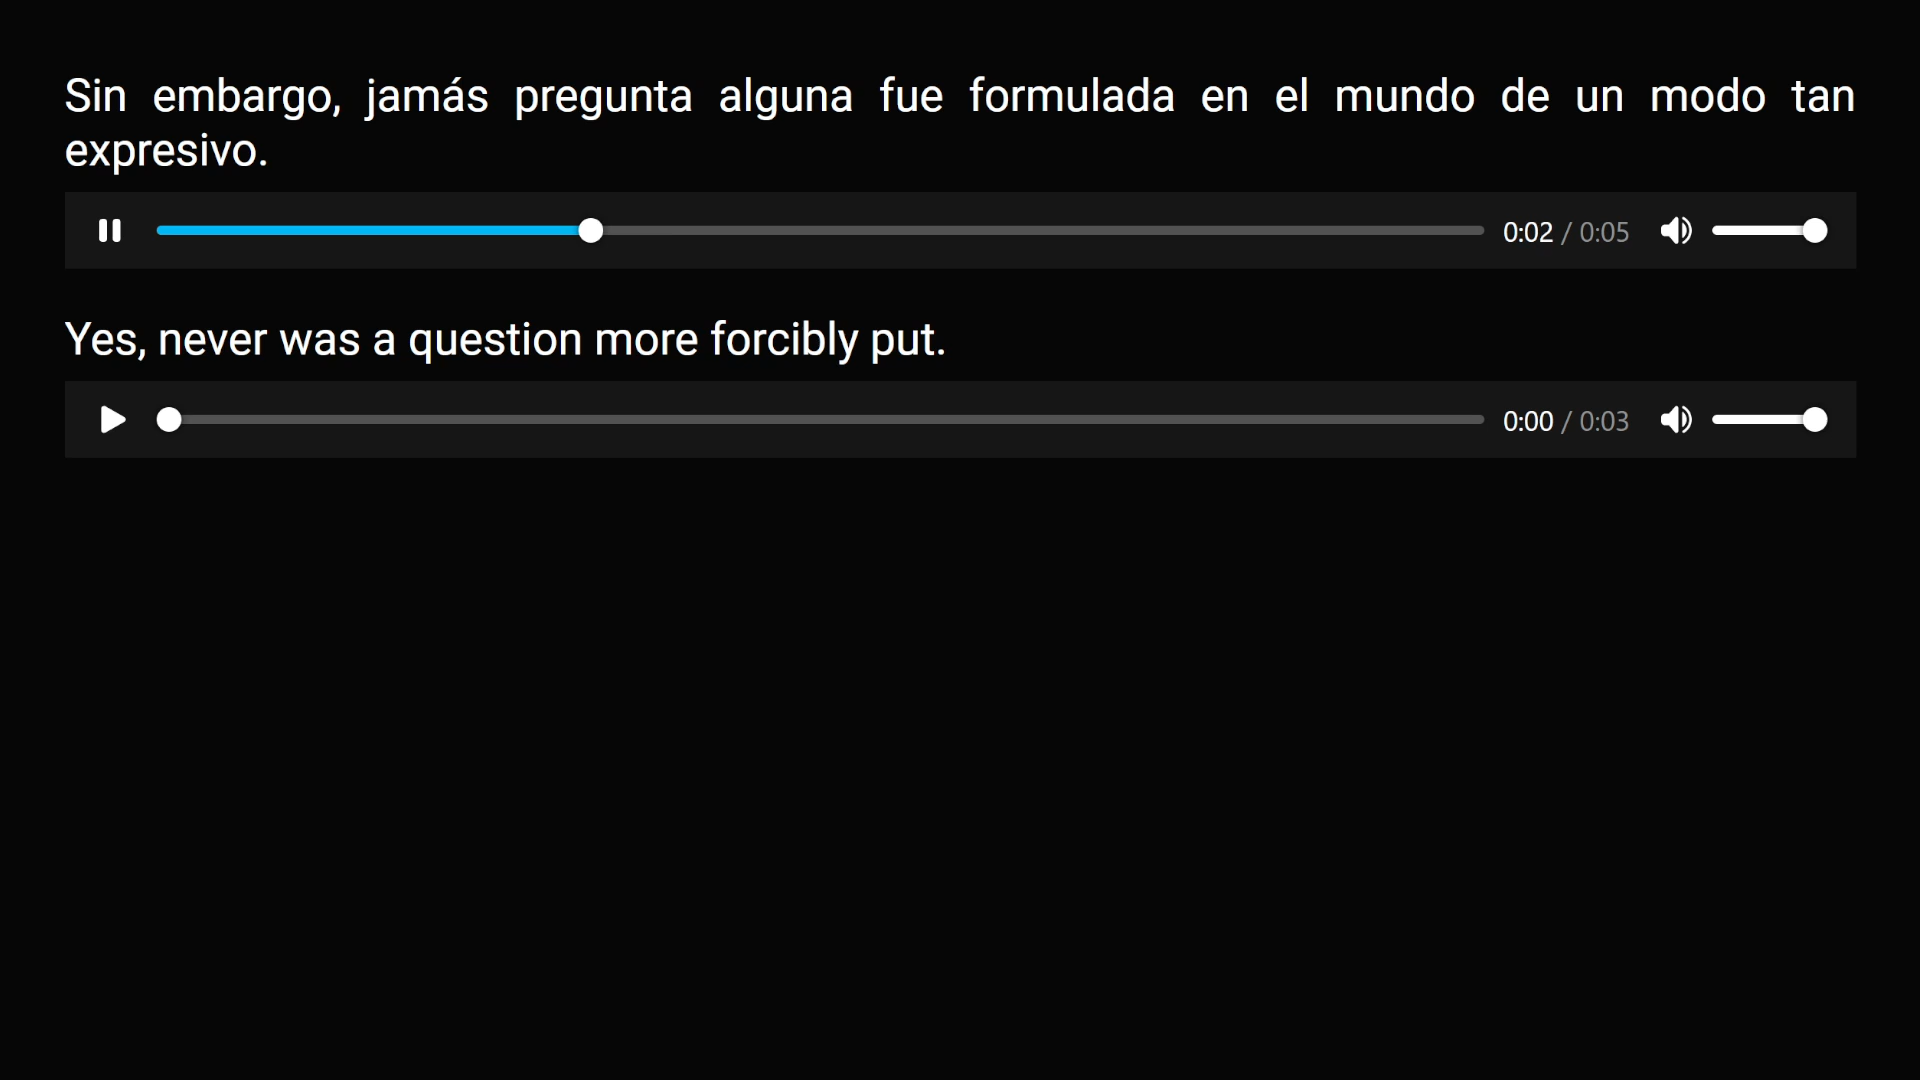 Sin embargo, jamás pregunta alguna fue formulada en el mundo de un modo tan
expresivo.
0:02 / 0:05
Yes, never was a question more forcibly put.
0:00 / 0:03